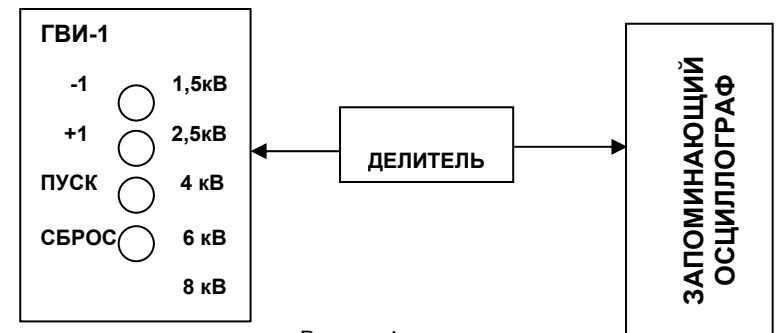 ГВИ-1
-1 1,5кВ
+1 2,5кВ
ПУСК 4 кВ
СБРОС 6 кВ
8 кВ
ДЕЛИТЕЛЬ
ЗАПОМИНАЮЩИЙ
ОСЦИЛЛОГРАФ